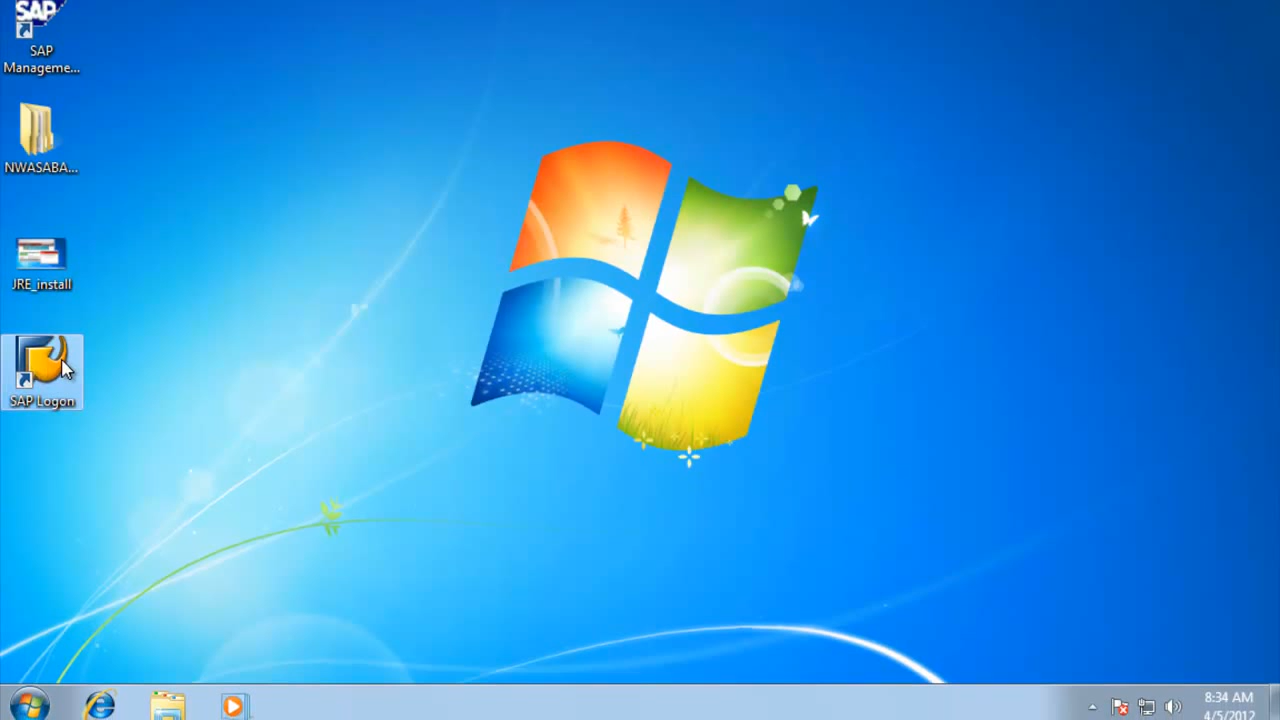 SAP
SAP
Manageme...
NWASABA...
JRE_install
SAP Logon
8:34 AM
4/5/2012